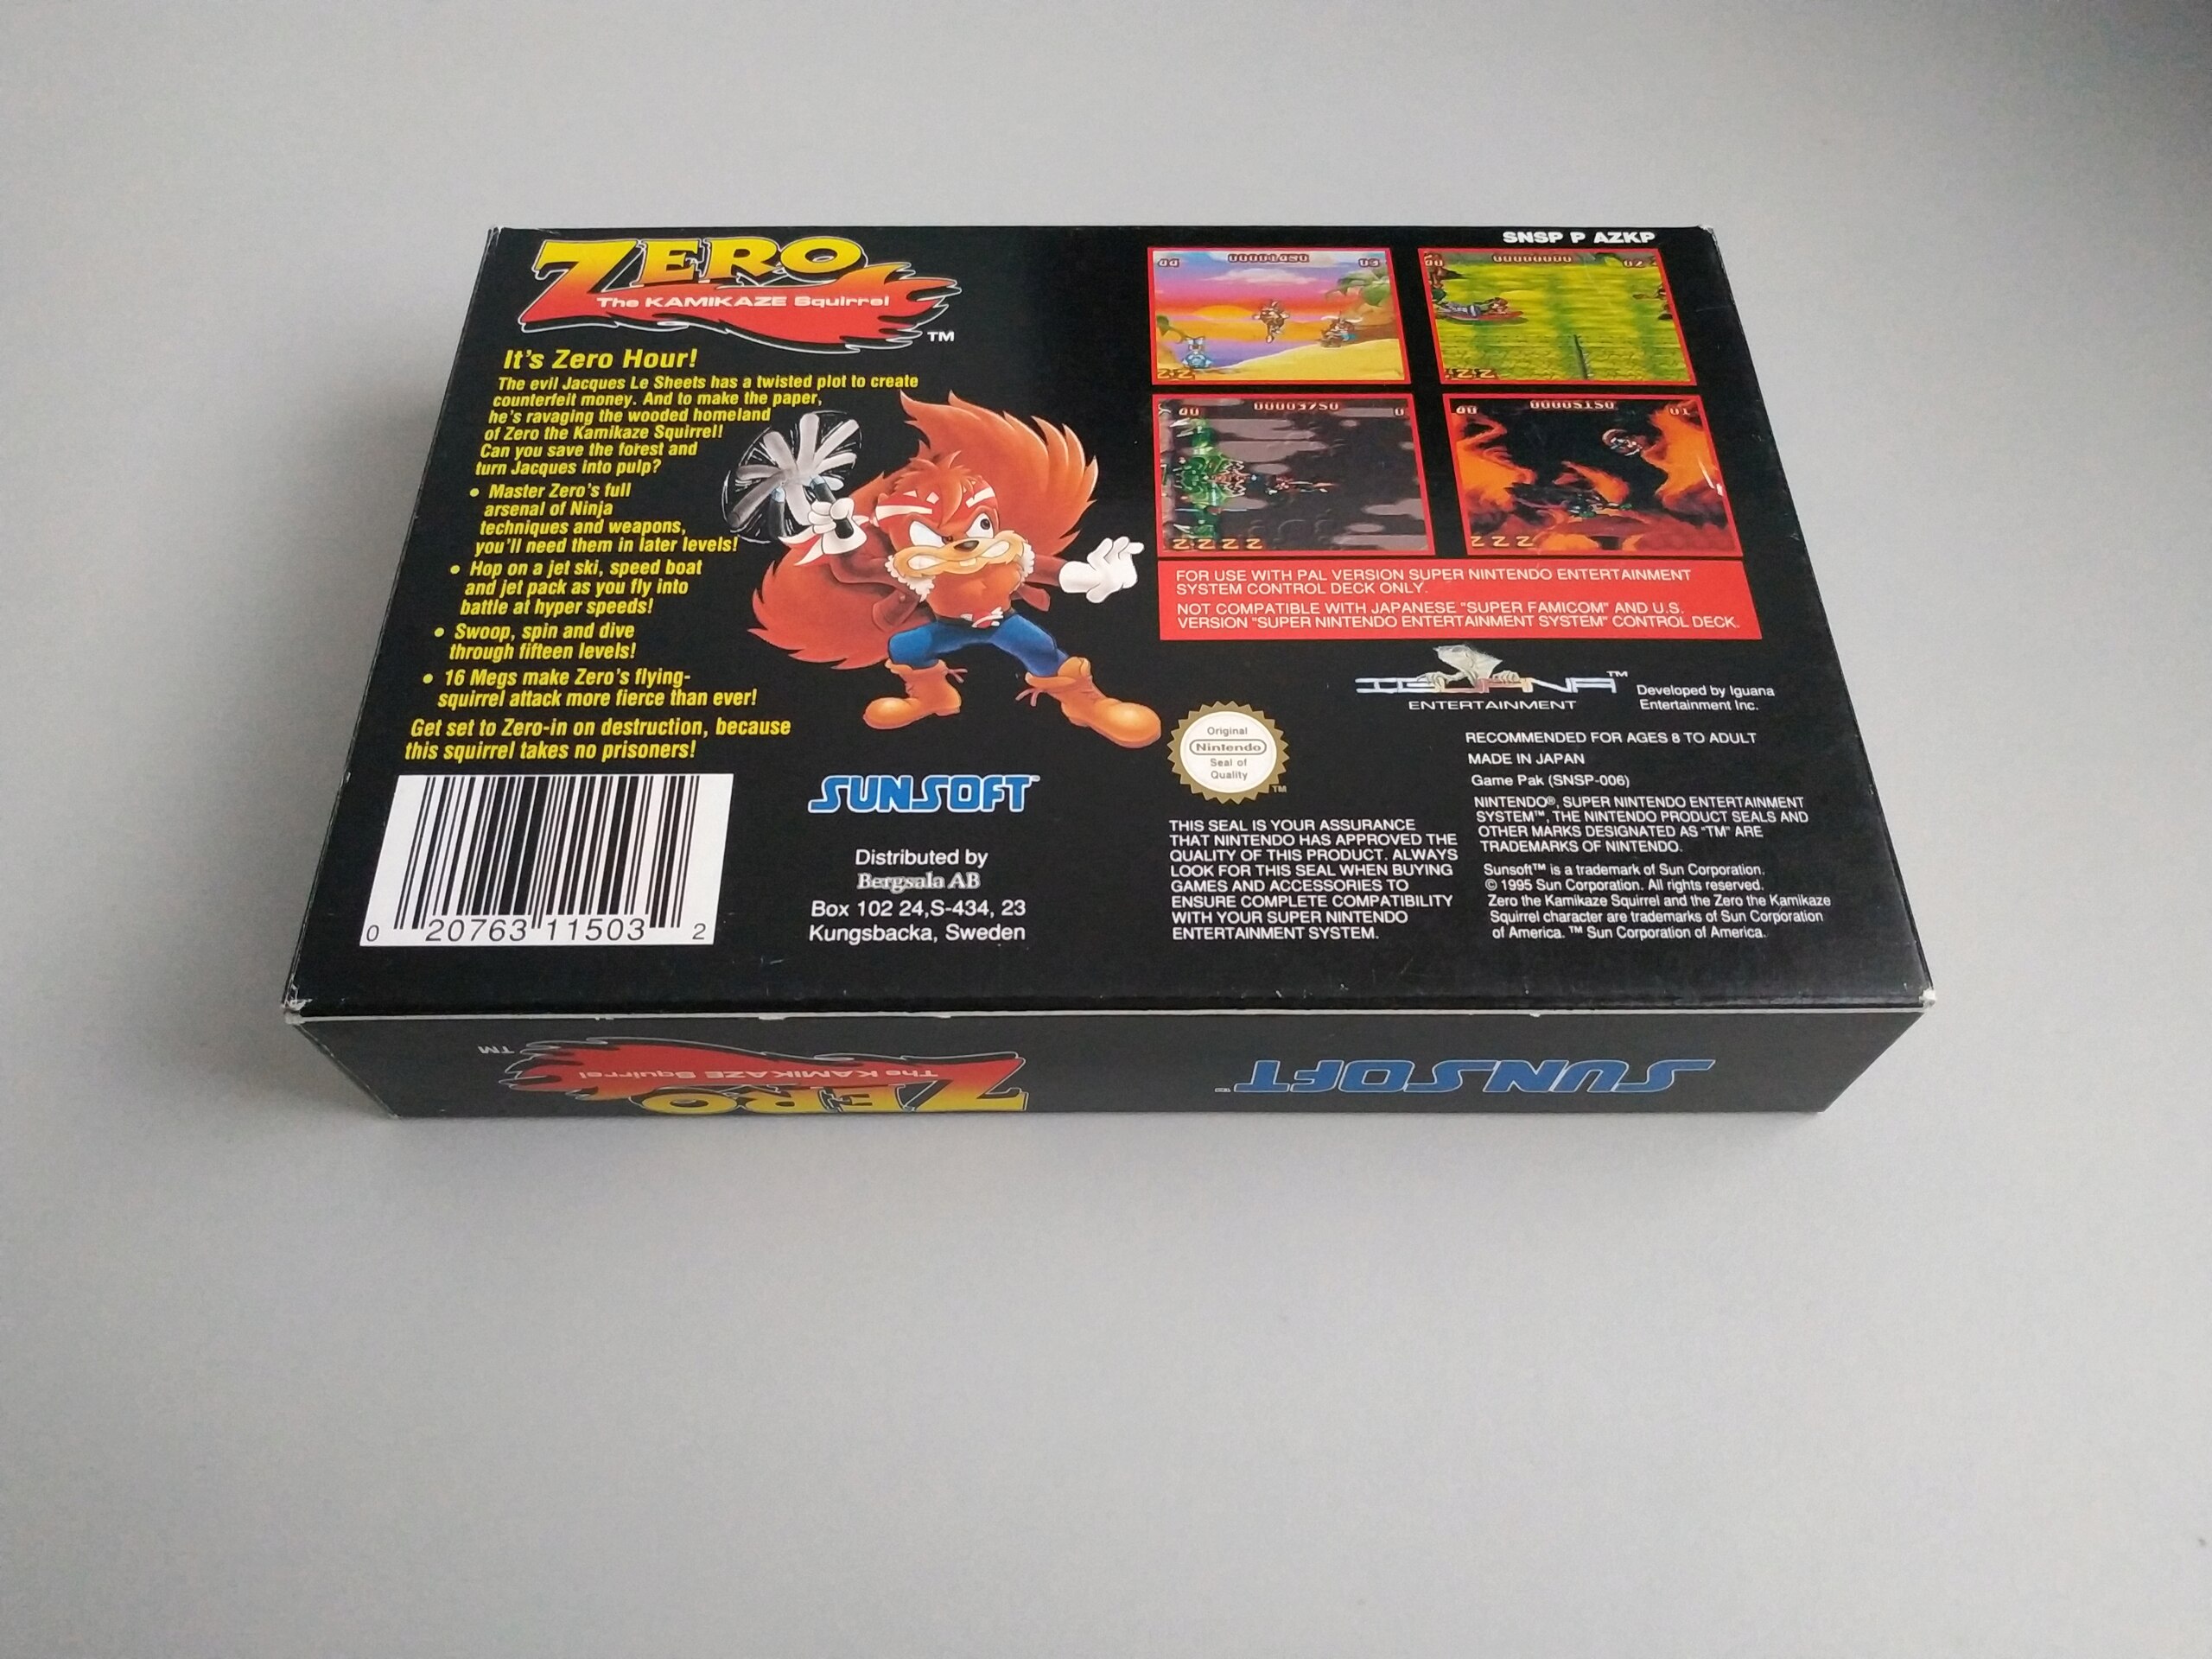 ZERO
The KAMIKAZE Squirrel
TM
It's Zero Hour!
The evil Jacques Le Sheets has a twisted plot to create
counterfeit money. And to make the paper,
he's ravaging the wooded homeland
of Zero the Kamikaze Squirrel!
Can you save the forest and
turn Jacques into pulp?
• Master Zero's full
arsenal of Ninja
techniques and weapons,
you'll need them in later levels!
• Hop on a jet ski, speed boat
and jet pack as you fly into
battle at hyper speeds!
• Swoop, spin and dive
through fifteen levels!
• 16 Megs make Zero's flying-
squirrel attack more fierce than ever!
Get set to Zero-in on destruction, because
this squirrel takes no prisoners!
0 20763 11503 2
SUNSOFT™
Distributed by
Bergsala AB
Box 102 24,S-434, 23
Kungsbacka, Sweden
SNSP P AZKP
00000000 02
ZZ
00003750 0
ZZZZ
00005150 01
ZZZ
FOR USE WITH PAL VERSION SUPER NINTENDO ENTERTAINMENT
SYSTEM CONTROL DECK ONLY.
NOT COMPATIBLE WITH JAPANESE "SUPER FAMICOM" AND U.S.
VERSION "SUPER NINTENDO ENTERTAINMENT SYSTEM" CONTROL DECK.
IGUANA™
ENTERTAINMENT
Developed by Iguana
Entertainment Inc.
Original
Nintendo
Seal of
Quality
TM
THIS SEAL IS YOUR ASSURANCE
THAT NINTENDO HAS APPROVED THE
QUALITY OF THIS PRODUCT. ALWAYS
LOOK FOR THIS SEAL WHEN BUYING
GAMES AND ACCESSORIES TO
ENSURE COMPLETE COMPATIBILITY
WITH YOUR SUPER NINTENDO
ENTERTAINMENT SYSTEM.
RECOMMENDED FOR AGES 8 TO ADULT
MADE IN JAPAN
Game Pak (SNSP-006)
NINTENDO®, SUPER NINTENDO ENTERTAINMENT
SYSTEM™, THE NINTENDO PRODUCT SEALS AND
OTHER MARKS DESIGNATED AS "TM" ARE
TRADEMARKS OF NINTENDO.
Sunsoft™ is a trademark of Sun Corporation.
© 1995 Sun Corporation. All rights reserved.
Zero the Kamikaze Squirrel and the Zero the Kamikaze
Squirrel character are trademarks of Sun Corporation
of America. ™ Sun Corporation of America.
ZERO
The KAMIKAZE Squirrel
TM
SUNSOFT™